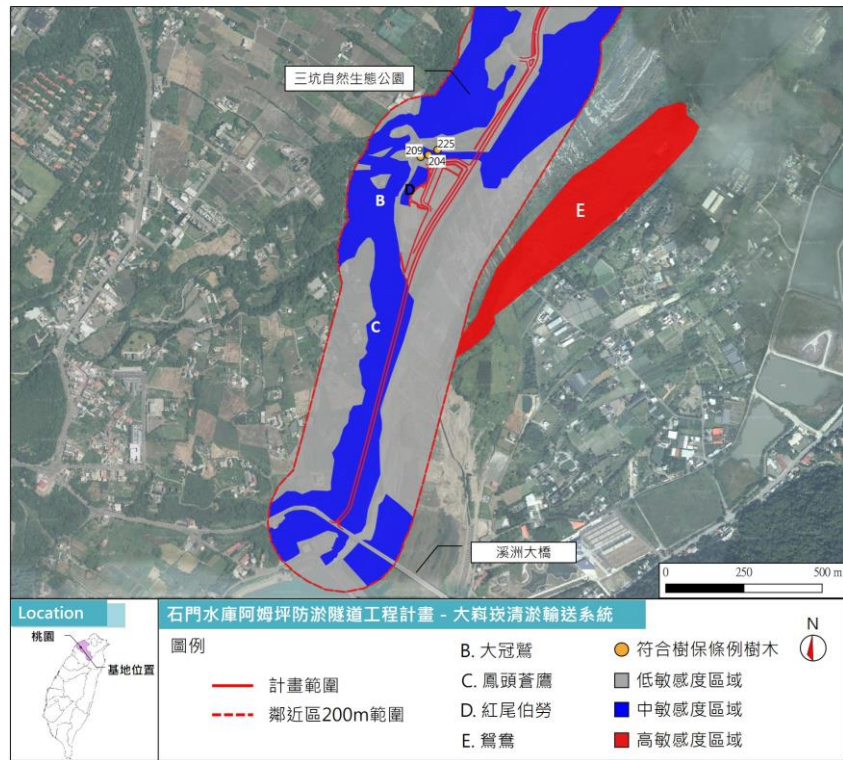 三坑自然生態公園
225
209
204
D
B
E
C
溪洲大橋
0 250 500 m
Location
桃園
基地位置
石門水庫阿姆坪防淤隧道工程計畫 - 大嵙崁清淤輸送系統
圖例
計畫範圍
鄰近區200m範圍
B. 大冠鷲
C. 鳳頭蒼鷹
D. 紅尾伯勞
E. 鴛鴦
符合樹保條例樹木
低敏感度區域
中敏感度區域
高敏感度區域
N